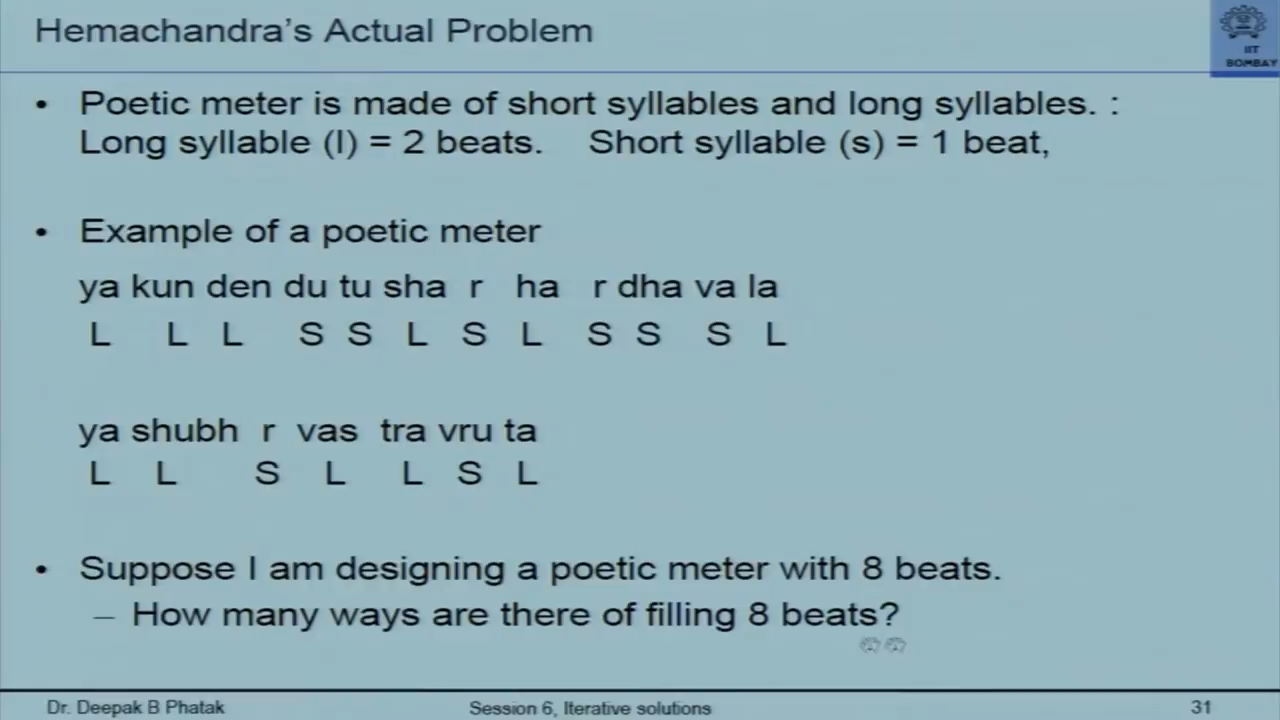 Hemachandra's Actual Problem
IIT
BOMBAY
• Poetic meter is made of short syllables and long syllables. :
Long syllable (l) = 2 beats. Short syllable (s) = 1 beat,
• Example of a poetic meter
ya kun den du tu sha r ha r dha va la
L L L S S L S L S S S L
ya shubh r vas tra vru ta
L L S L L S L
• Suppose I am designing a poetic meter with 8 beats.
– How many ways are there of filling 8 beats?
Dr. Deepak B Phatak Session 6, Iterative solutions 31